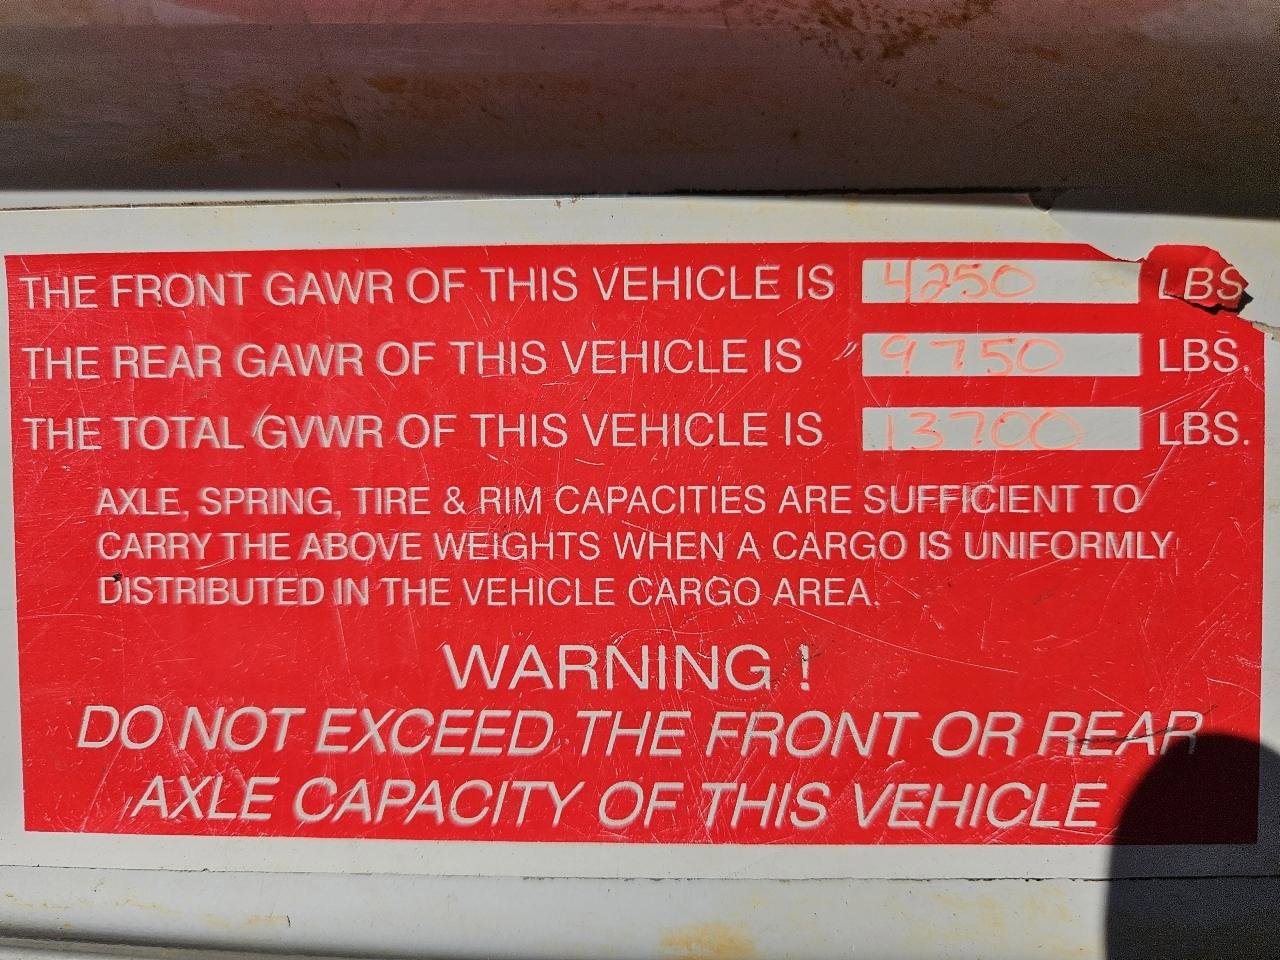 THE FRONT GAWR OF THIS VEHICLE IS 4250 LBS
THE REAR GAWR OF THIS VEHICLE IS 9750 LBS.
THE TOTAL GVWR OF THIS VEHICLE IS 13700 LBS.
AXLE, SPRING, TIRE & RIM CAPACITIES ARE SUFFICIENT TO
CARRY THE ABOVE WEIGHTS WHEN A CARGO IS UNIFORMLY
DISTRIBUTED IN THE VEHICLE CARGO AREA.
WARNING !
DO NOT EXCEED THE FRONT OR REAR
AXLE CAPACITY OF THIS VEHICLE